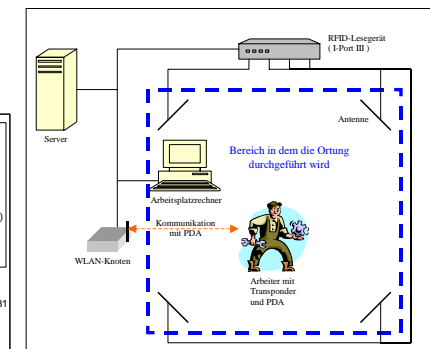 RFID-Lesegerät
( I-Port III )
Server
Antenne
Bereich in dem die Ortung
durchgeführt wird
Arbeitsplatzrechner
Kommunikation
mit PDA
WLAN-Knoten
Arbeiter mit
Transponder
und PDA
)
31